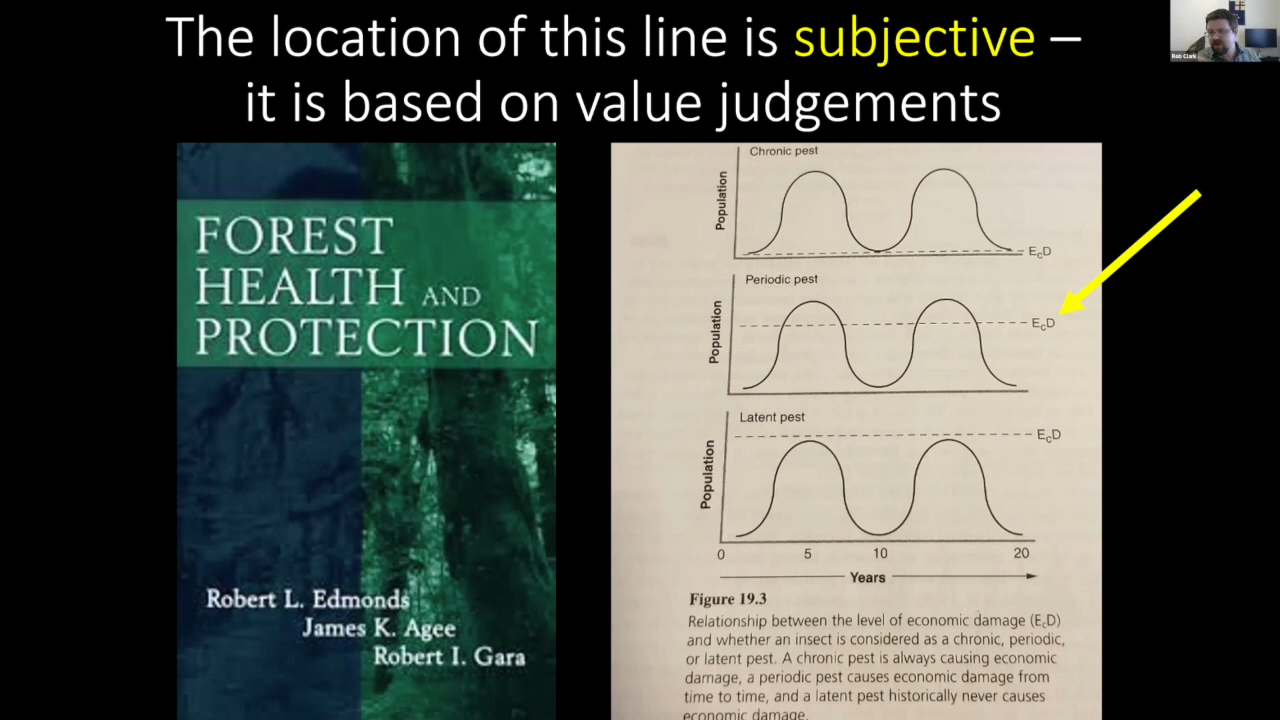 The location of this line is subjective –
it is based on value judgements
Rob Clark
FOREST
HEALTH AND
PROTECTION
Robert L. Edmonds
James K. Agee
Robert I. Gara
Chronic pest
Population
EcD
Periodic pest
Population
EcD
Latent pest
Population
EcD
0 5 10 20
Years
Figure 19.3
Relationship between the level of economic damage (EcD)
and whether an insect is considered as a chronic, periodic,
or latent pest. A chronic pest is always causing economic
damage, a periodic pest causes economic damage from
time to time, and a latent pest historically never causes
economic damage.